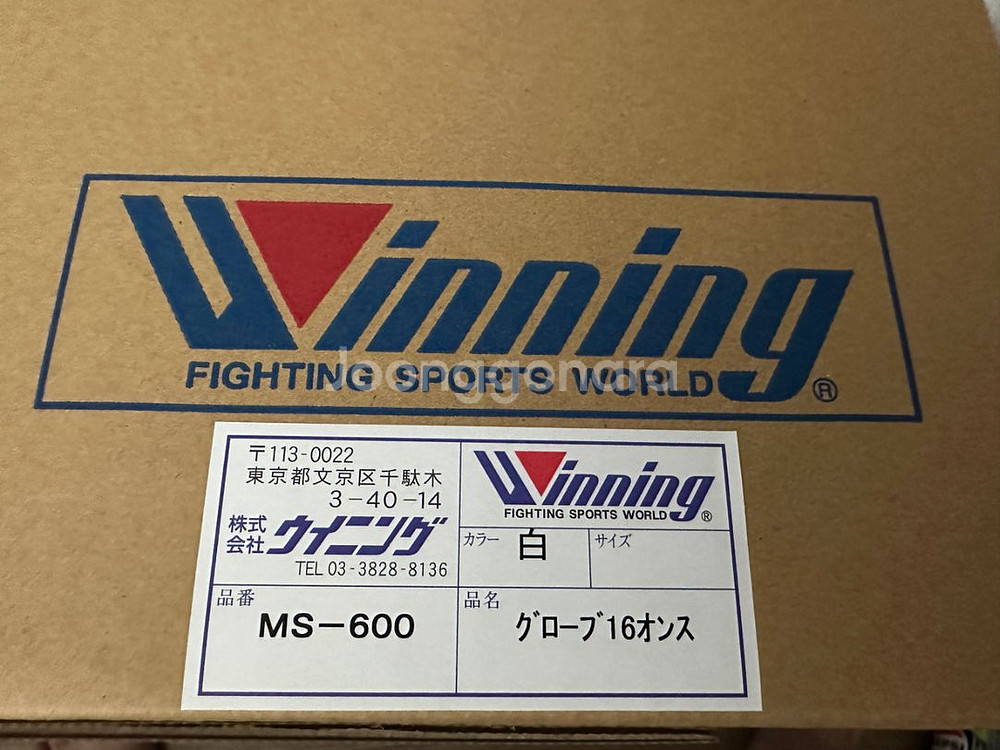 Winning
FIGHTING SPORTS WORLD
®
Joonggonara
〒113-0022
東京都文京区千駄木
3-40-14
株式会社 ウイニング
TEL 03-3828-8136
Winning
FIGHTING SPORTS WORLD ®
カラー 白
サイズ
品番
MS-600
品名
グローブ16オンス